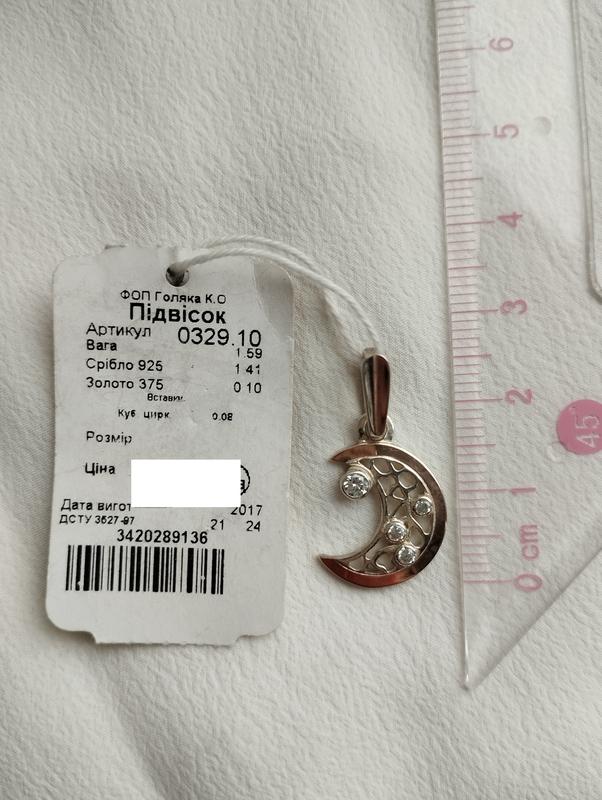 ФОП Голяка К.О
Підвісок
Артикул 0329.10
Вага 1.59
Срібло 925 1 41
Золото 375 0 10
Вставки
Куб цирк 0.08
Розмір
Ціна
Дата вигот 2017
ДСТУ 3527-97 21 24
3420289136
6
5
4
3
2
1
0 cm
45